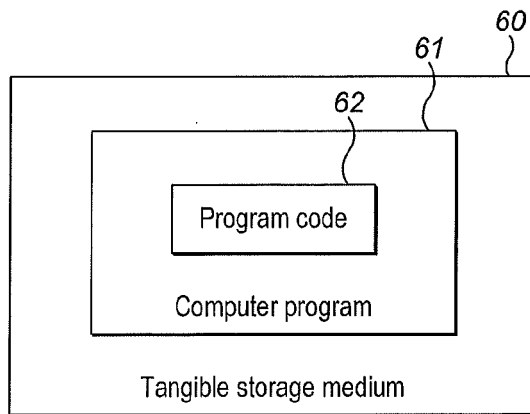 60
61
62
Program code
Computer program
Tangible storage medium